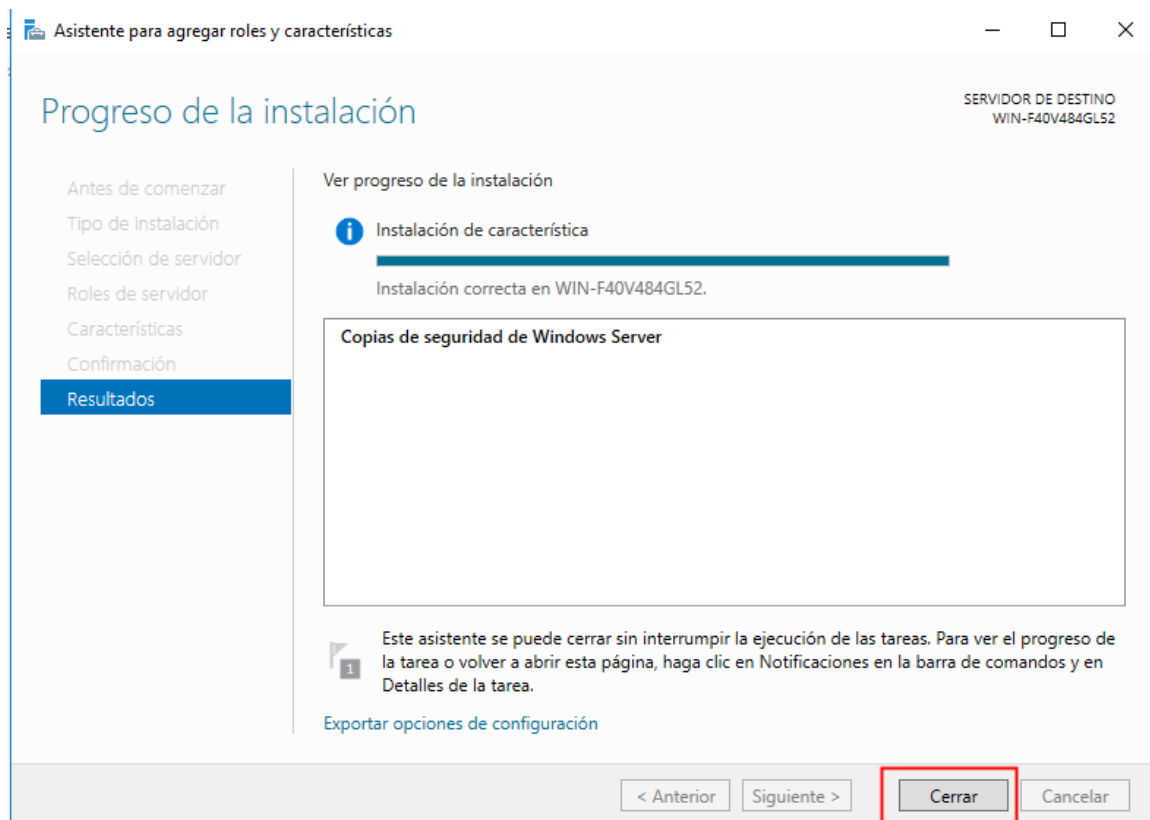 Asistente para agregar roles y características
Progreso de la instalación
SERVIDOR DE DESTINO
WIN-F40V484GL52
Antes de comenzar
Tipo de instalación
Selección de servidor
Roles de servidor
Características
Confirmación
Resultados
Ver progreso de la instalación
Instalación de característica
Instalación correcta en WIN-F40V484GL52.
Copias de seguridad de Windows Server
1
Este asistente se puede cerrar sin interrumpir la ejecución de las tareas. Para ver el progreso de
la tarea o volver a abrir esta página, haga clic en Notificaciones en la barra de comandos y en
Detalles de la tarea.
Exportar opciones de configuración
< Anterior
Siguiente >
Cerrar
Cancelar